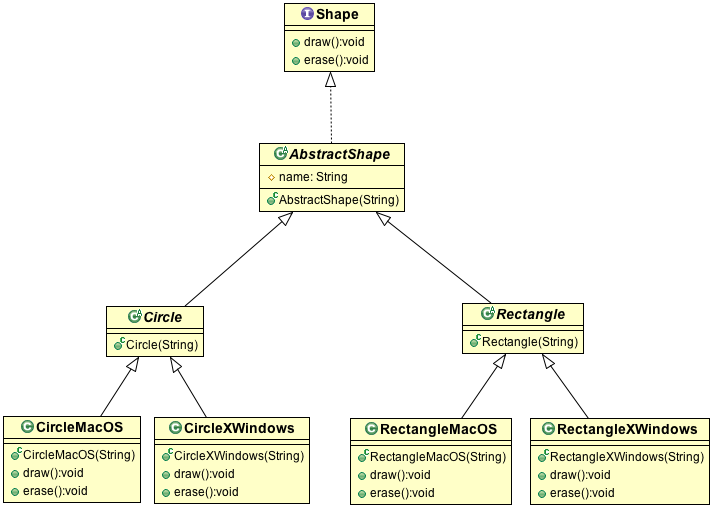 Shape
draw():void
erase():void
AbstractShape
name: String
AbstractShape(String)
Circle
Circle(String)
Rectangle
Rectangle(String)
CircleMacOS
CircleMacOS(String)
draw():void
erase():void
CircleXWindows
CircleXWindows(String)
draw():void
erase():void
RectangleMacOS
RectangleMacOS(String)
draw():void
erase():void
RectangleXWindows
RectangleXWindows(String)
draw():void
erase():void